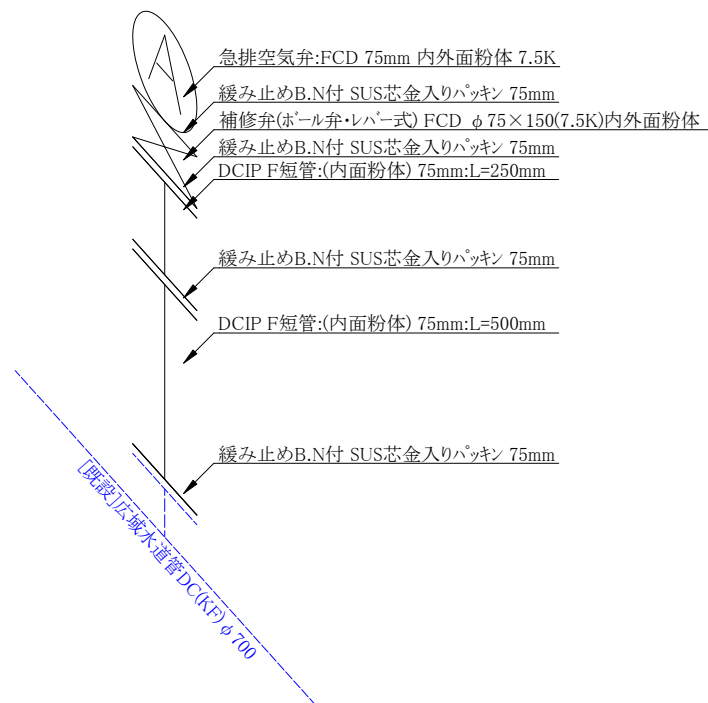 急排空気弁:FCD 75mm 内外面粉体 7.5K
緩み止めB.N付 SUS芯金入りパッキン 75mm
補修弁(ボール弁・レバー式) FCD φ75×150(7.5K)内外面粉体
緩み止めB.N付 SUS芯金入りパッキン 75mm
DCIP F短管:(内面粉体) 75mm:L=250mm
緩み止めB.N付 SUS芯金入りパッキン 75mm
DCIP F短管:(内面粉体) 75mm:L=500mm
緩み止めB.N付 SUS芯金入りパッキン 75mm
[既設]広域水道管DC(KF)φ700
A